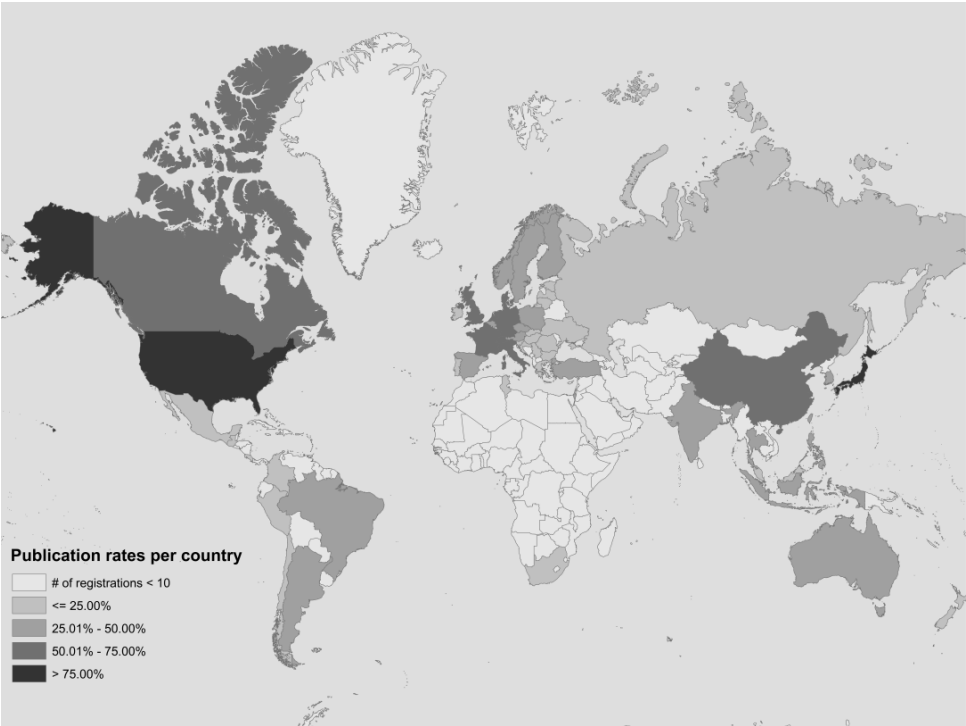 Publication rates per country
# of registrations < 10
<= 25.00%
25.01% - 50.00%
50.01% - 75.00%
> 75.00%